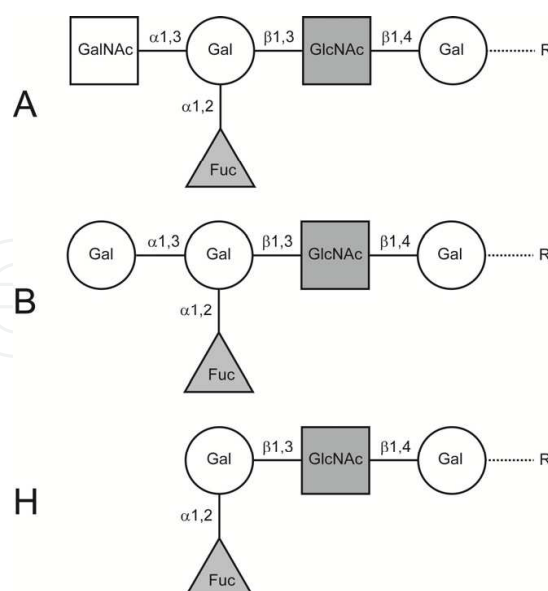 GalNAc α1,3 Gal β1,3 GlcNAc β1,4 Gal R
A
α1,2
Fuc
Gal α1,3 Gal β1,3 GlcNAc β1,4 Gal R
B
α1,2
Fuc
Gal β1,3 GlcNAc β1,4 Gal R
H
α1,2
Fuc